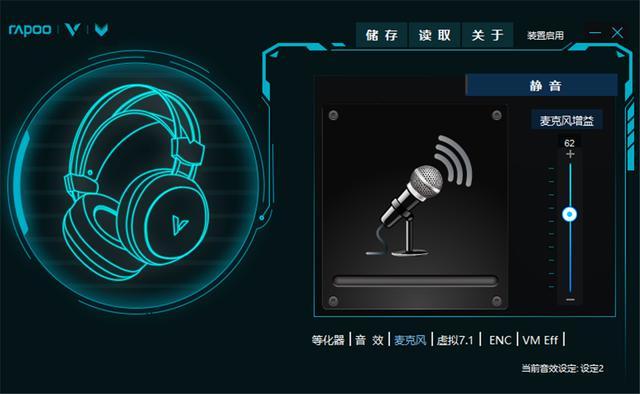 rapoo
储存 读取 关于 装置启用
静音
麦克风增益
62
等化器 音效 麦克风 虚拟7.1 ENC VM Eff
当前音效设定: 设定2